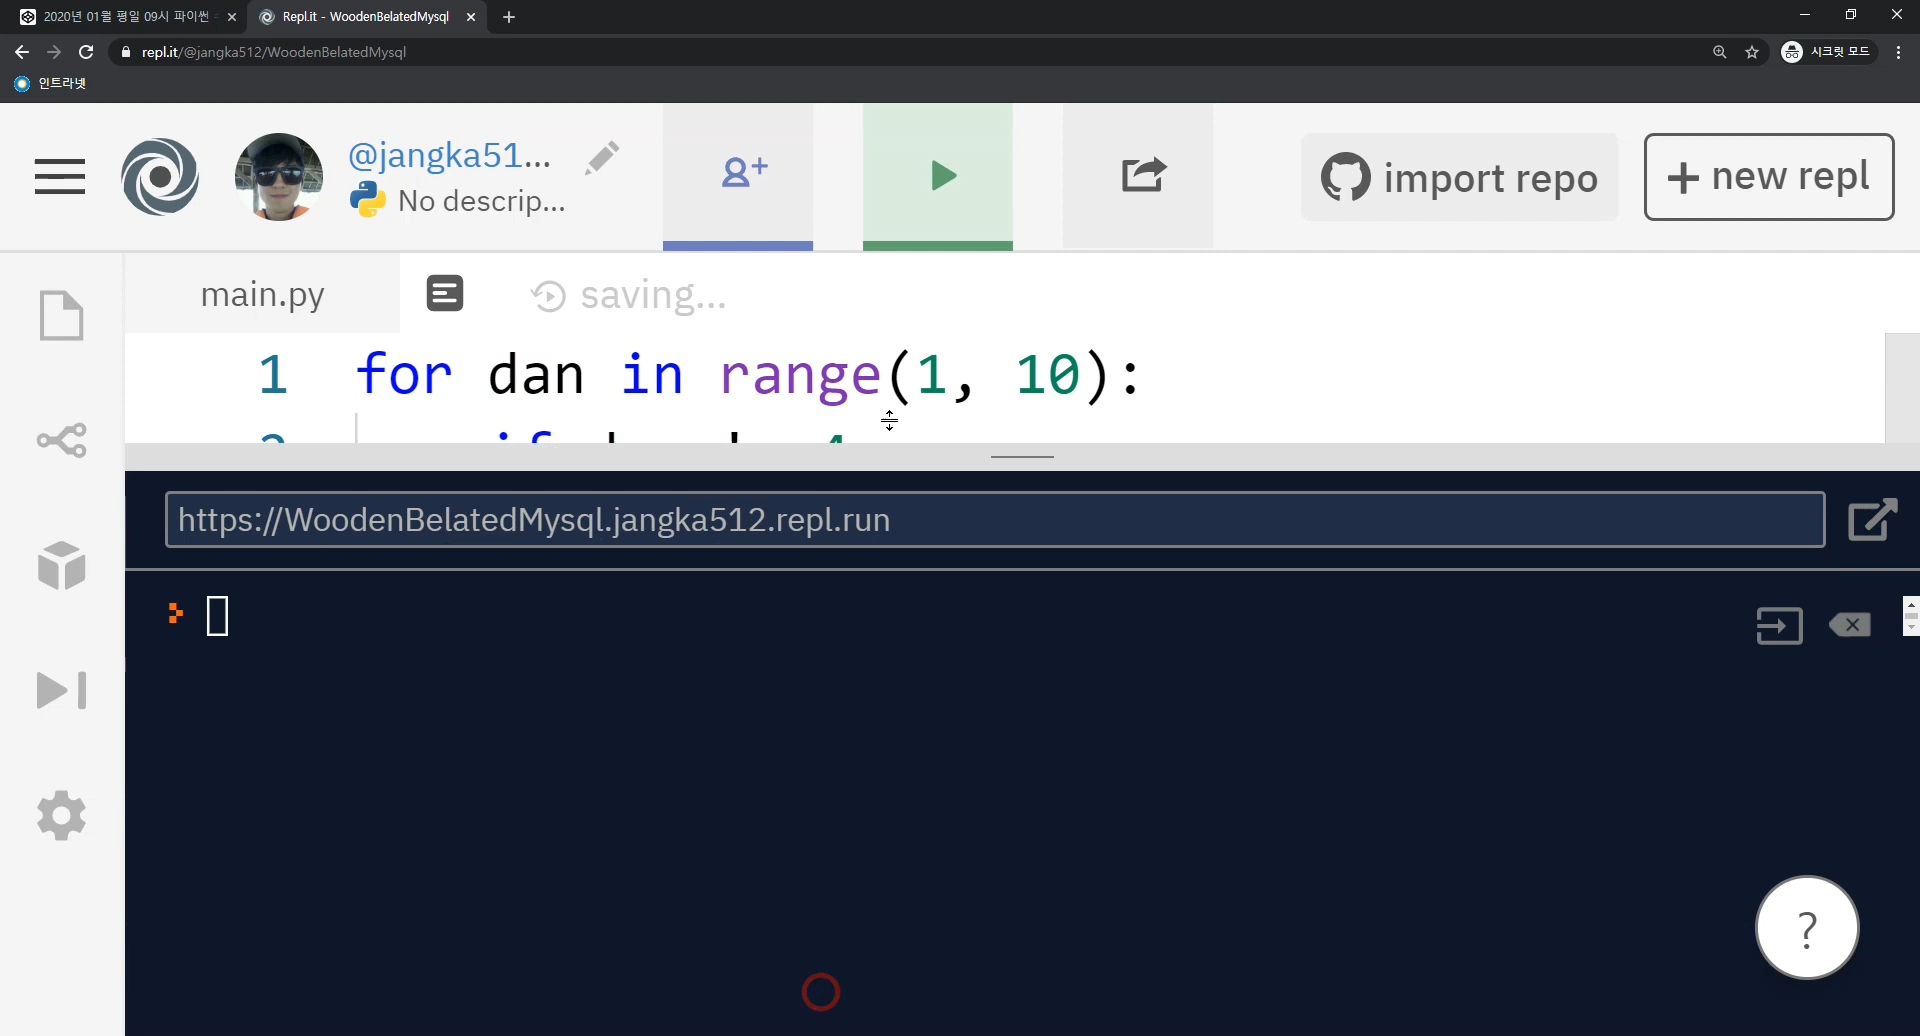 2020년 01월 평일 09시 파이썬
Repl.it - WoodenBelatedMysql
repl.it/@jangka512/WoodenBelatedMysql
시크릿 모드
인트라넷
@jangka51...
No descrip...
import repo
+ new repl
main.py
saving...
1 for dan in range(1, 10):
https://WoodenBelatedMysql.jangka512.repl.run
?